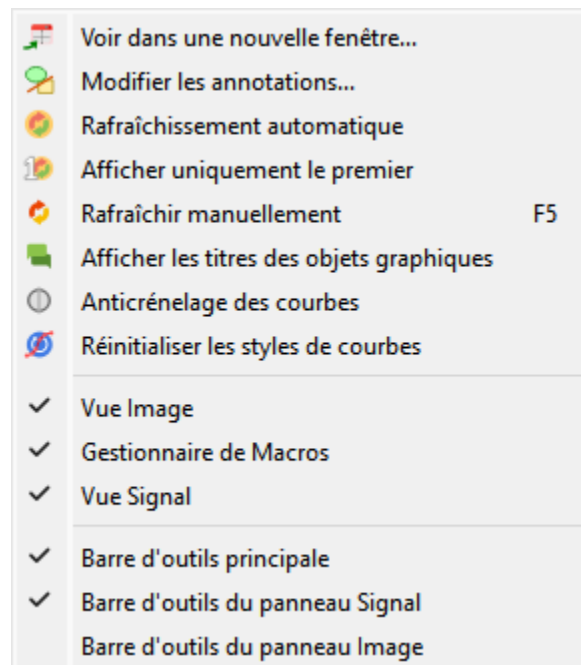 Voir dans une nouvelle fenêtre...
Modifier les annotations...
Rafraîchissement automatique
Afficher uniquement le premier
Rafraîchir manuellement F5
Afficher les titres des objets graphiques
Anticrénelage des courbes
Réinitialiser les styles de courbes
Vue Image
Gestionnaire de Macros
Vue Signal
Barre d'outils principale
Barre d'outils du panneau Signal
Barre d'outils du panneau Image